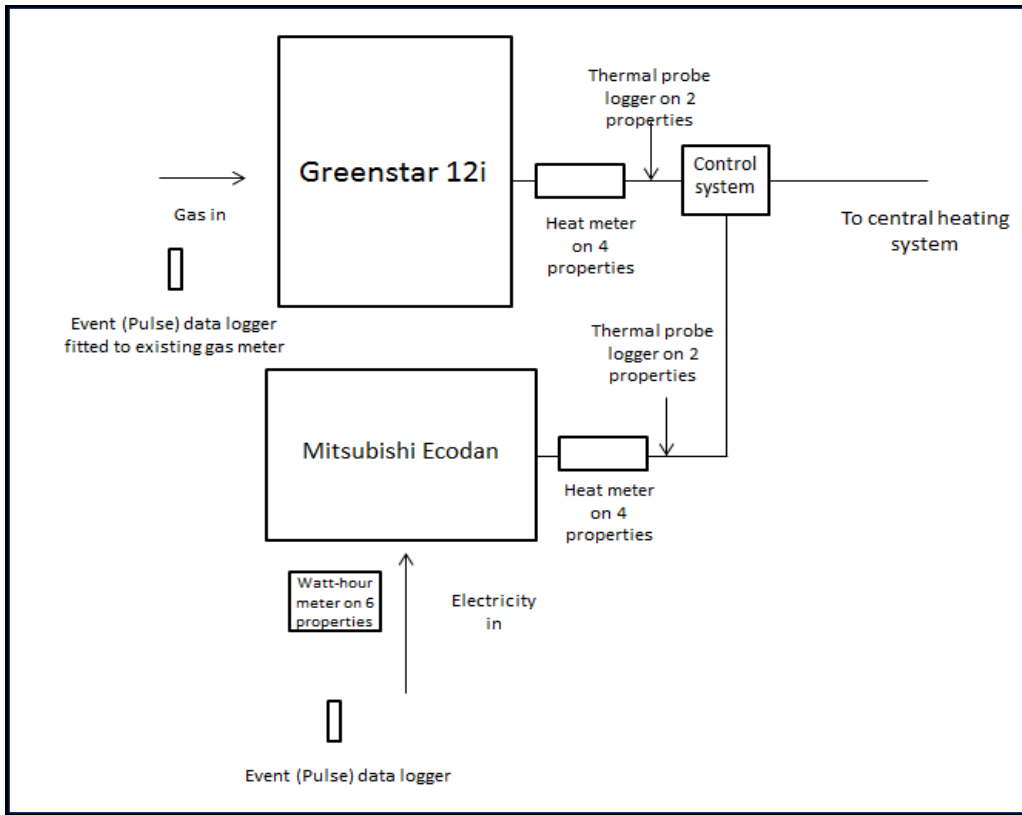 Thermal probe
logger on 2
properties
Greenstar 12i
Control
system
Gas in
Heat meter
on 4
properties
To central heating
system
Event (Pulse) data logger
fitted to existing gas meter
Thermal probe
logger on 2
properties
Mitsubishi Ecodan
Heat meter
on 4
properties
Watt-hour
meter on 6
properties
Electricity
in
Event (Pulse) data logger